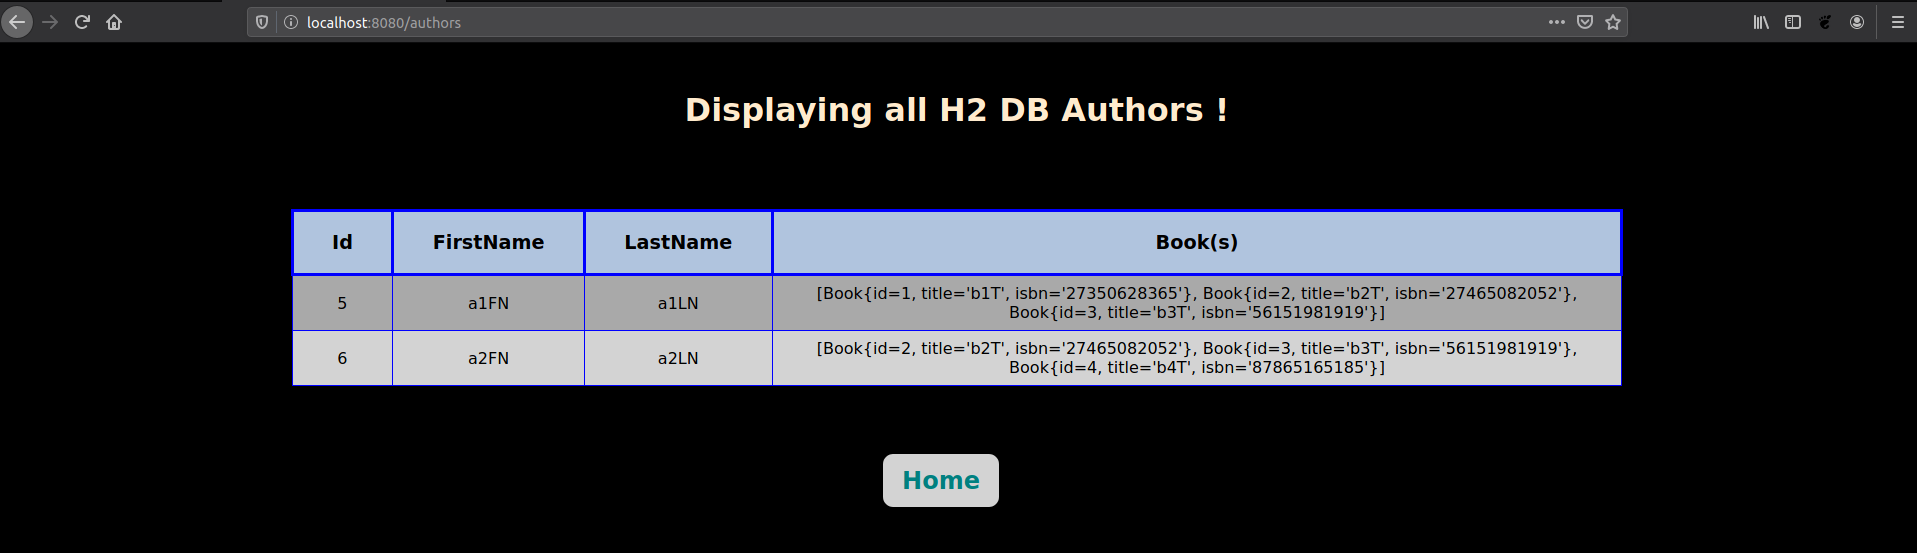 localhost:8080/authors
Displaying all H2 DB Authors !
Id FirstName LastName Book(s)
5 a1FN a1LN [Book{id=1, title='b1T', isbn='27350628365'}, Book{id=2, title='b2T', isbn='27465082052'},
Book{id=3, title='b3T', isbn='56151981919'}]
6 a2FN a2LN [Book{id=2, title='b2T', isbn='27465082052'}, Book{id=3, title='b3T', isbn='56151981919'},
Book{id=4, title='b4T', isbn='87865165185'}]
Home